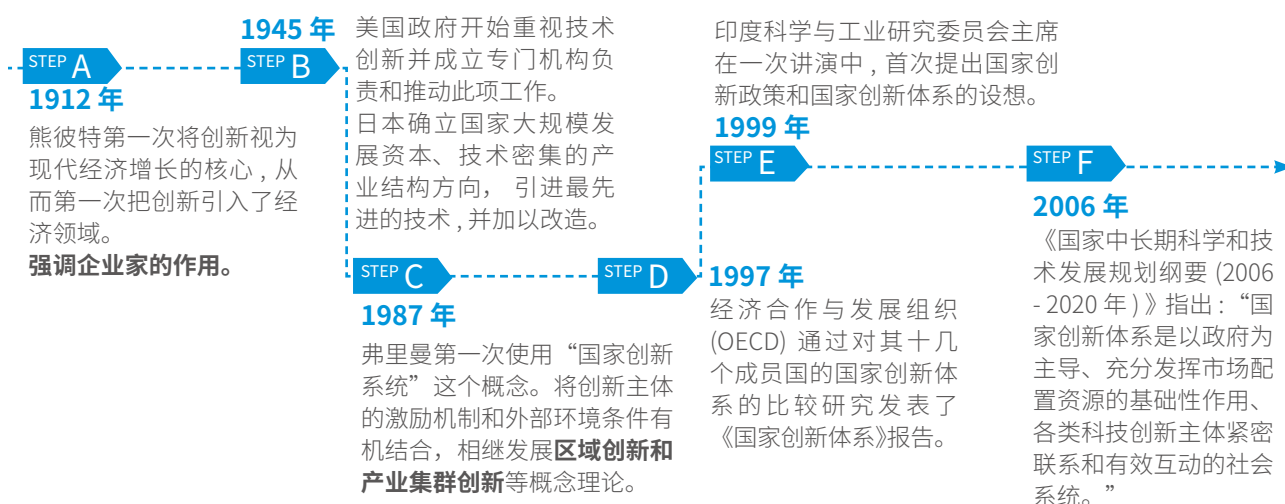 STEP A
1912 年
熊彼特第一次将创新视为
现代经济增长的核心 , 从
而第一次把创新引入了经
济领域。
强调企业家的作用。
1945 年
STEP B
美国政府开始重视技术
创新并成立专门机构负
责和推动此项工作。
日本确立国家大规模发
展资本、技术密集的产
业结构方向， 引进最先
进的技术 , 并加以改造。
STEP C
1987 年
弗里曼第一次使用“国家创新
系统”这个概念。将创新主体
的激励机制和外部环境条件有
机结合，相继发展区域创新和
产业集群创新等概念理论。
STEP D
1997 年
经济合作与发展组织
(OECD) 通过对其十几
个成员国的国家创新体
系的比较研究发表了
《国家创新体系》报告。
印度科学与工业研究委员会主席
在一次讲演中 , 首次提出国家创
新政策和国家创新体系的设想。
1999 年
STEP E
STEP F
2006 年
《国家中长期科学和技
术发展规划纲要 (2006
- 2020 年 ) 》指出 : “国
家创新体系是以政府为
主导、充分发挥市场配
置资源的基础性作用、
各类科技创新主体紧密
联系和有效互动的社会
系统。”